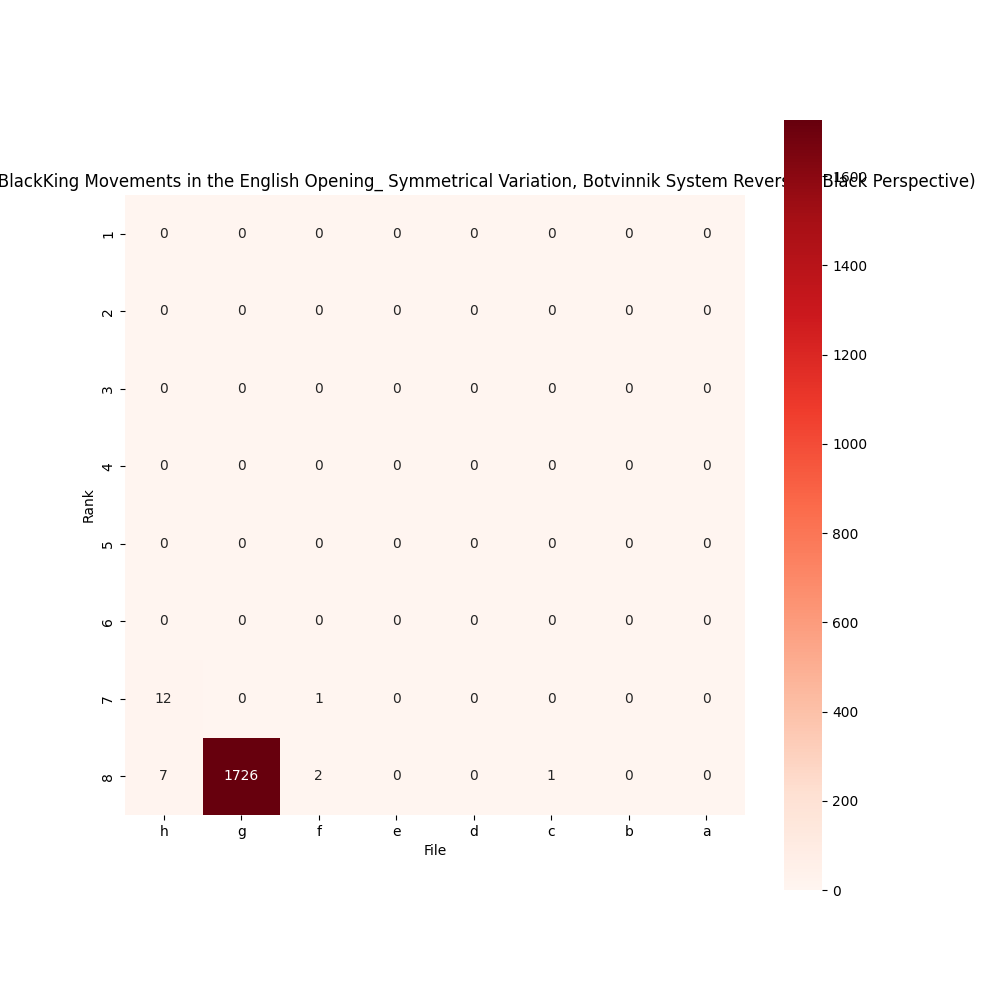 BlackKing Movements in the English Opening_ Symmetrical Variation, Botvinnik System Revers Black Perspective)
1 0 0 0 0 0 0 0 0
2 0 0 0 0 0 0 0 0
3 0 0 0 0 0 0 0 0
4 0 0 0 0 0 0 0 0
5 0 0 0 0 0 0 0 0
6 0 0 0 0 0 0 0 0
7 12 0 1 0 0 0 0 0
8 7 1726 2 0 0 1 0 0
h g f e d c b a
File
Rank
1600
1400
1200
1000
800
600
400
200
0